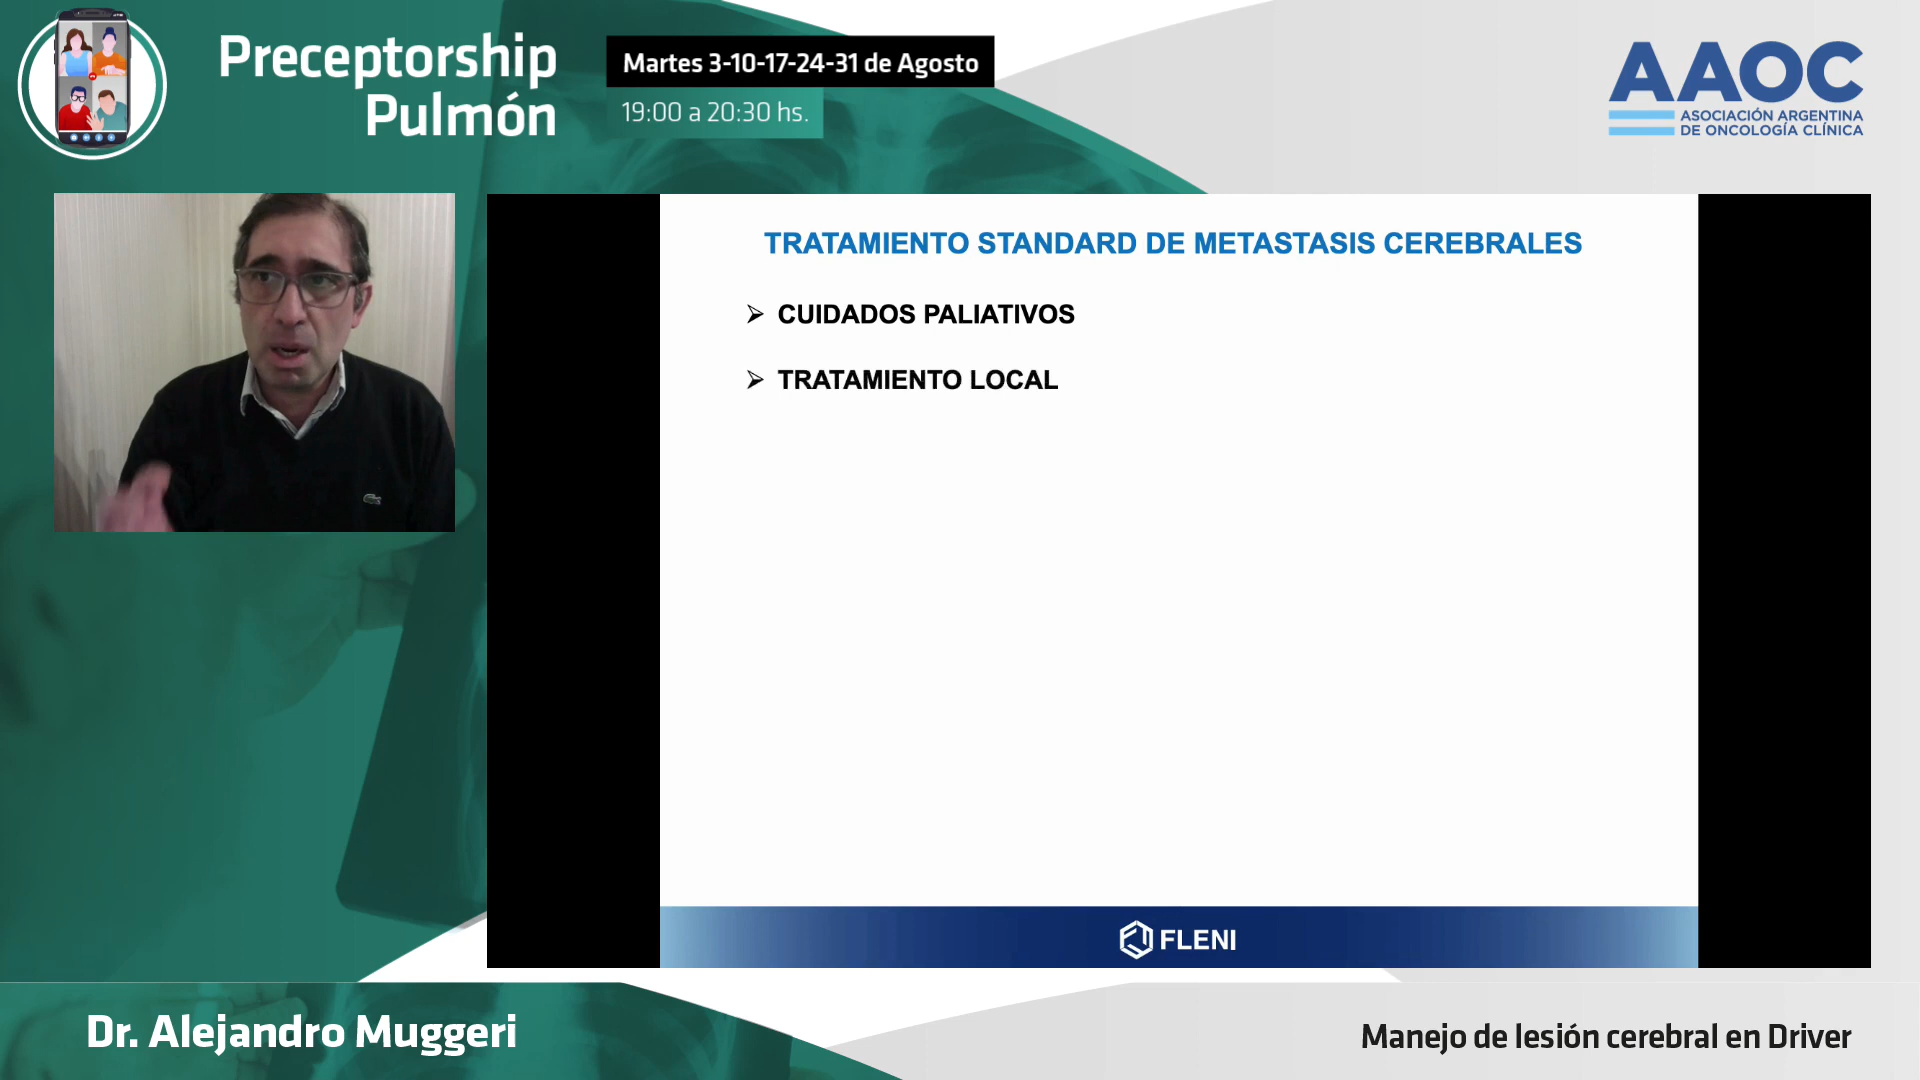 Preceptorship
Pulmón
Martes 3-10-17-24-31 de Agosto
19:00 a 20:30 hs.
AAOC
ASOCIACIÓN ARGENTINA
DE ONCOLOGÍA CLÍNICA
TRATAMIENTO STANDARD DE METASTASIS CEREBRALES
➢ CUIDADOS PALIATIVOS
➢ TRATAMIENTO LOCAL
FLENI
Dr. Alejandro Muggeri
Manejo de lesión cerebral en Driver